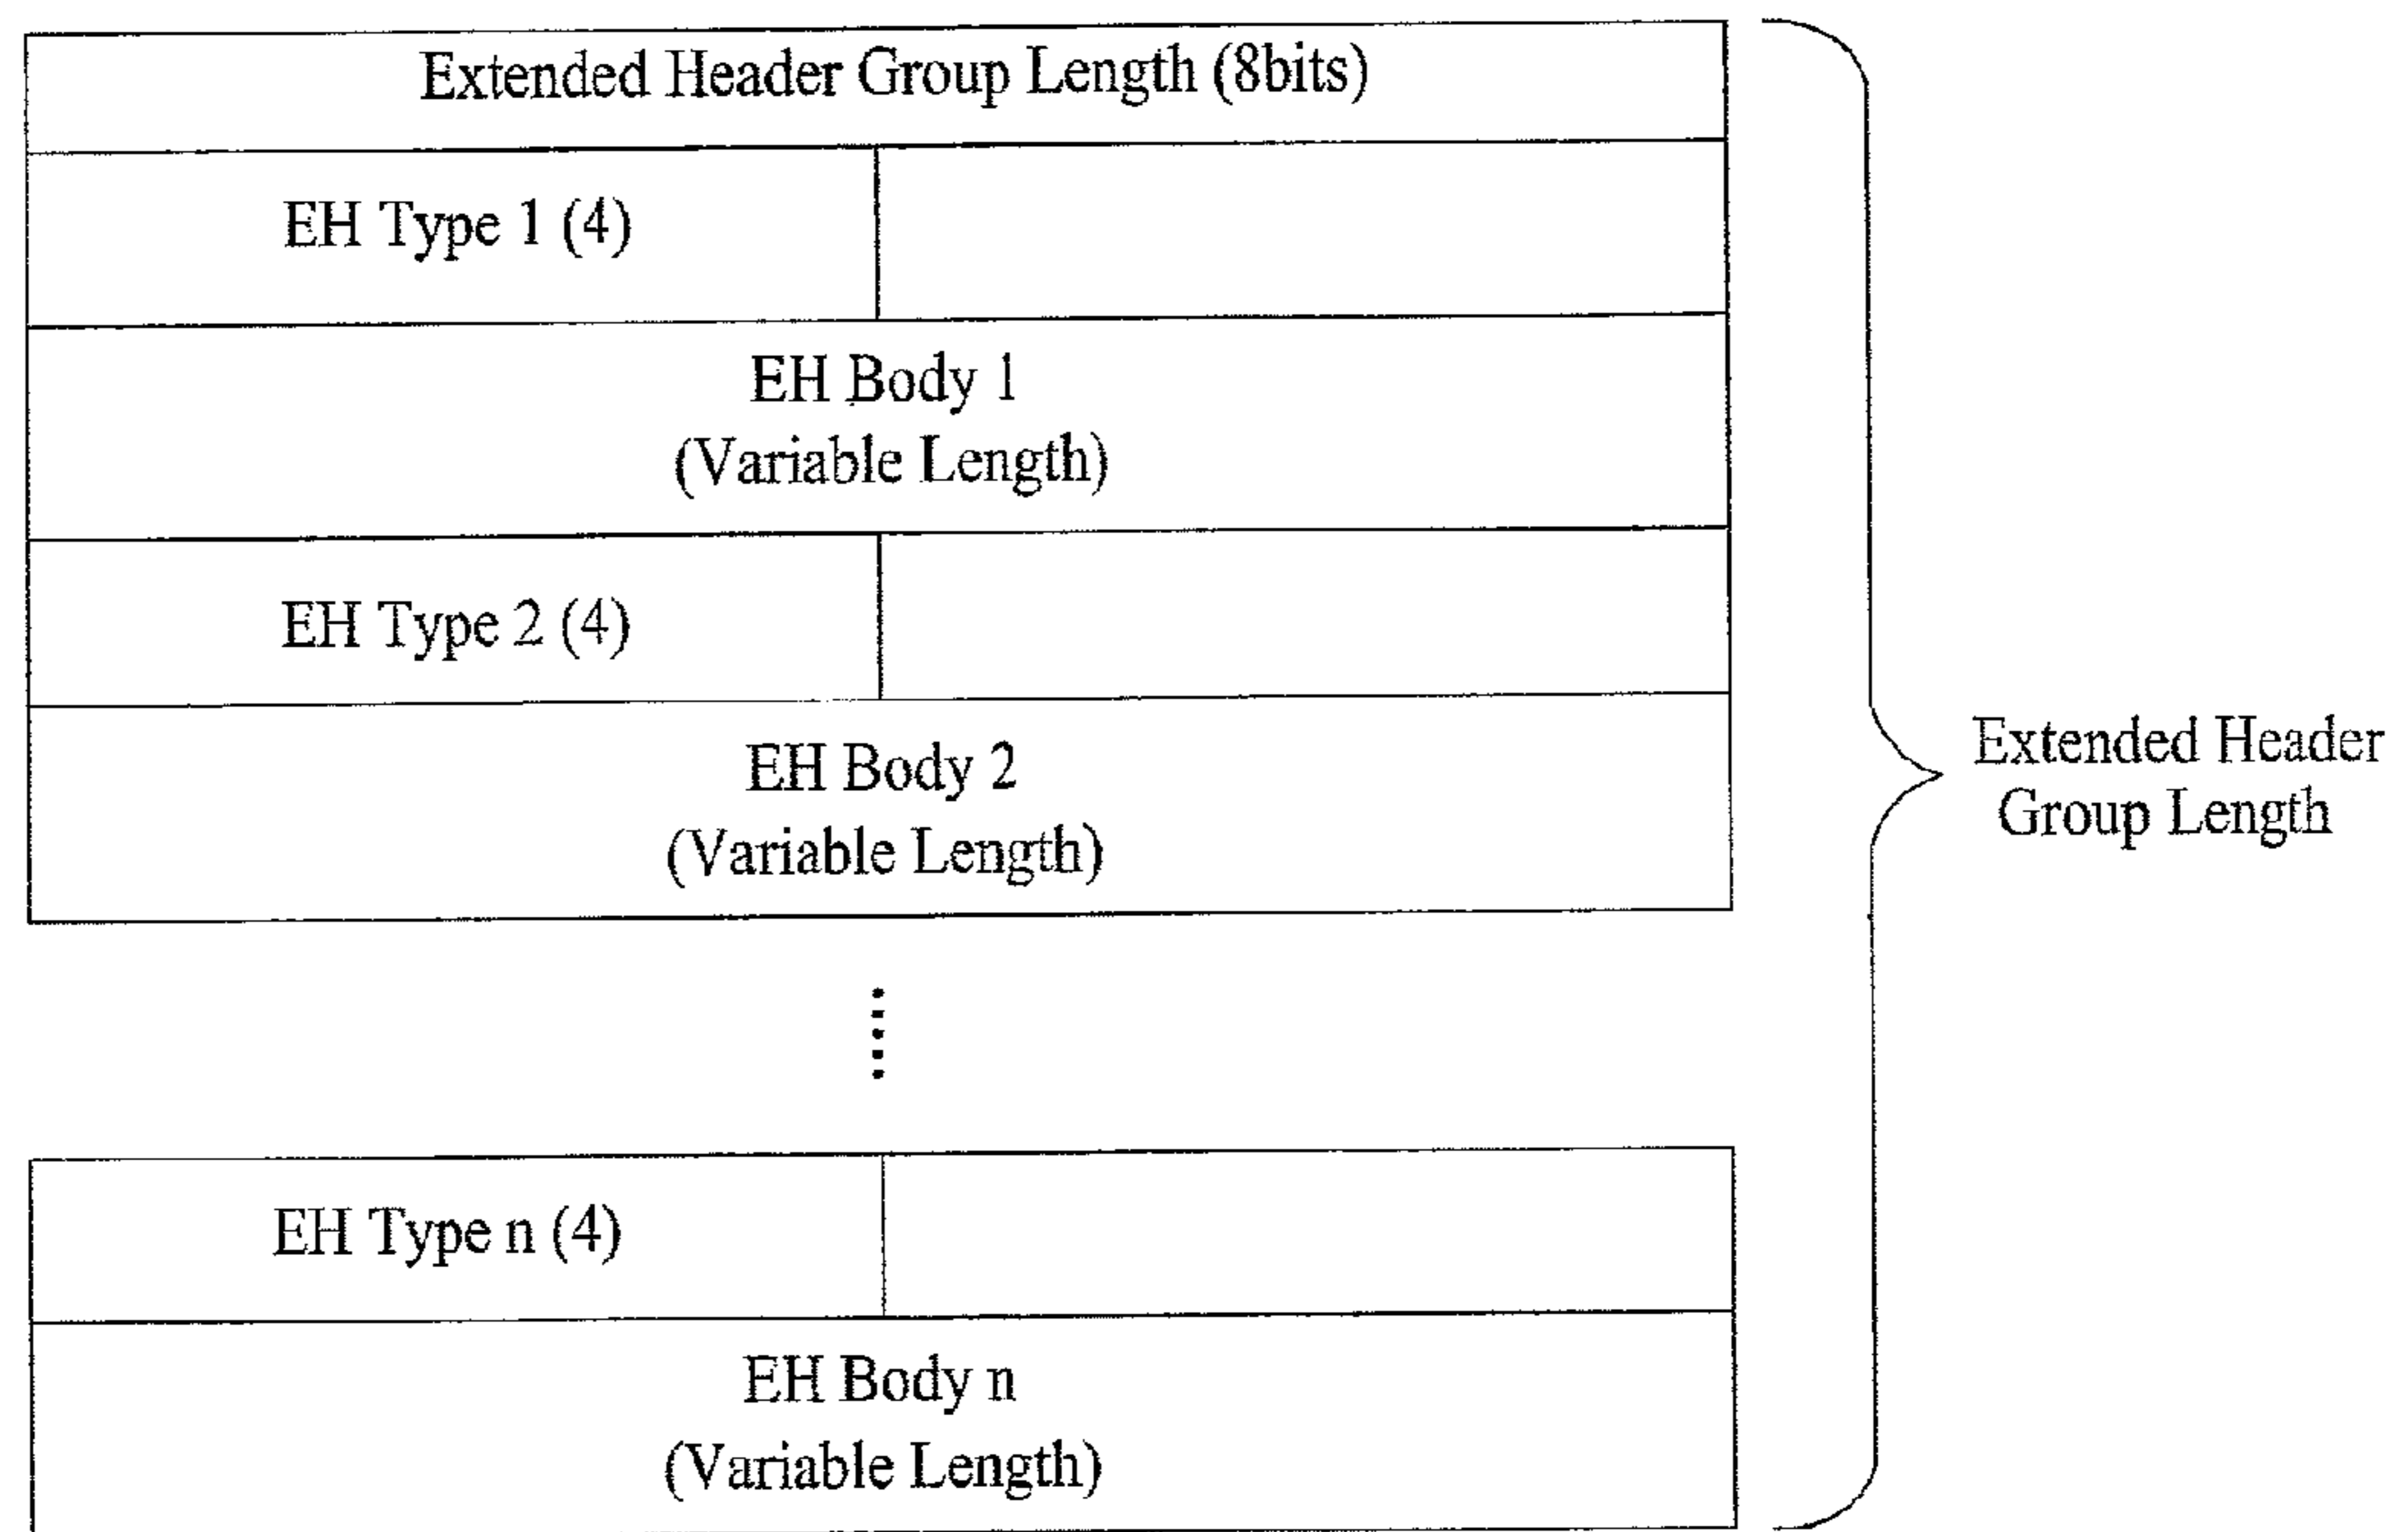 Extended Header Group Length (8bits)
EH Type 1 (4)
EH Body 1
(Variable Length)
EH Type 2 (4)
EH Body 2
(Variable Length)
Extended Header
Group Length
EH Type n (4)
EH Body n
(Variable Length)